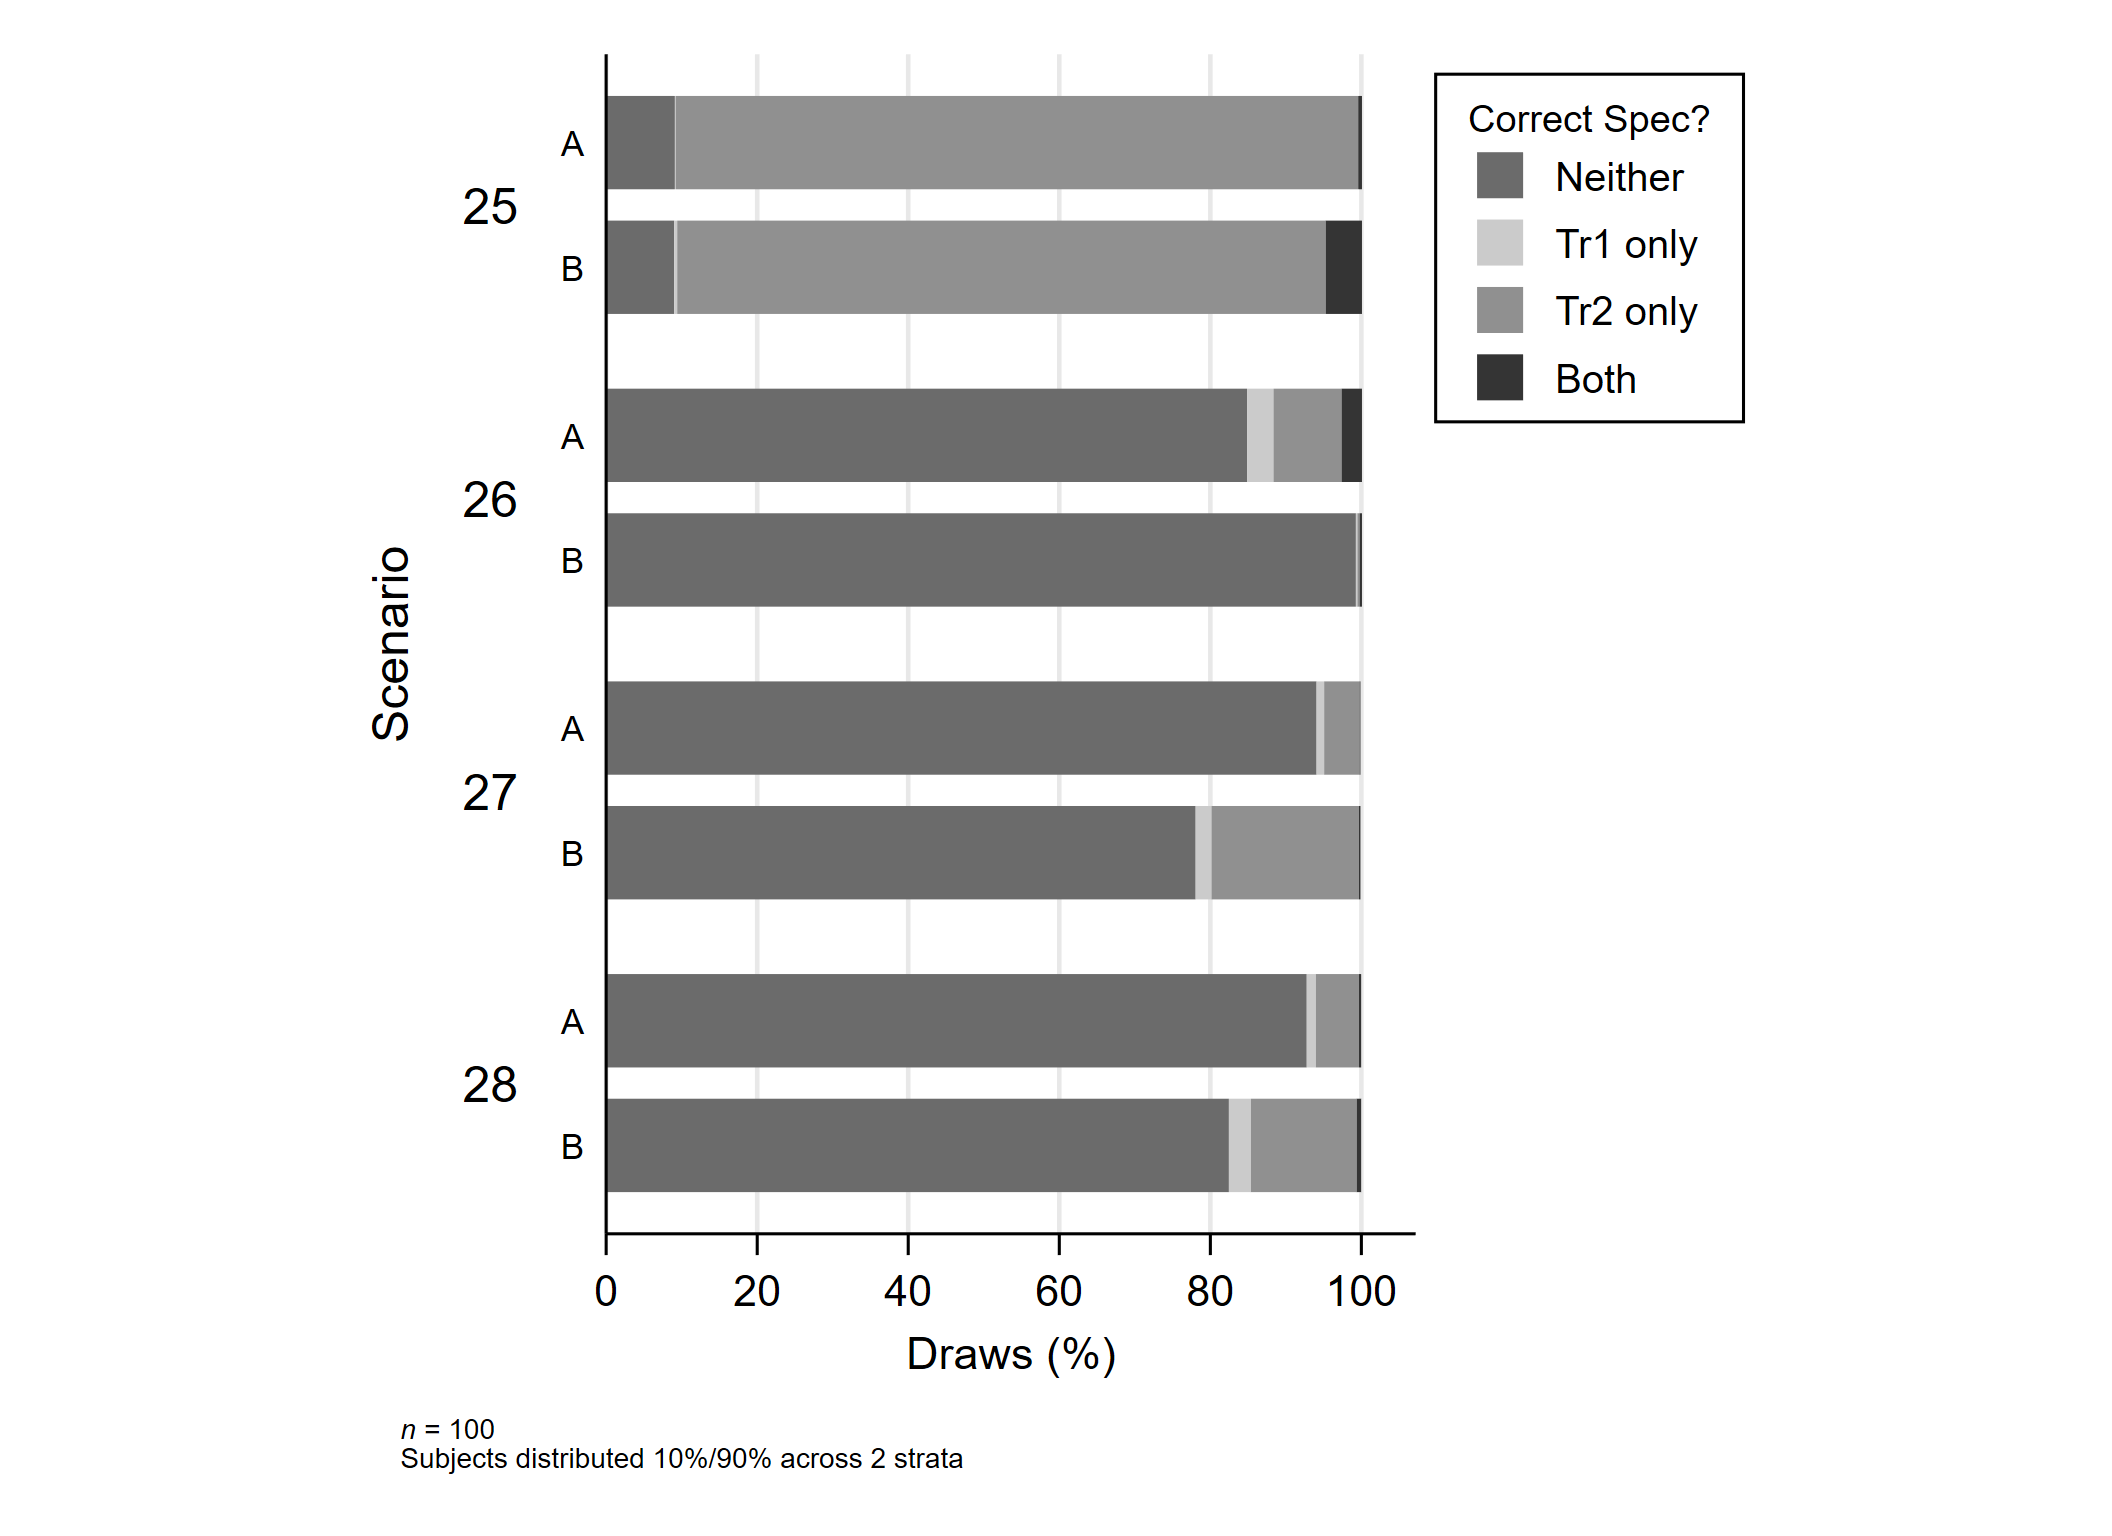 Correct Spec?
Neither
Tr1 only
Tr2 only
Both
Scenario
25
A
B
26
A
B
27
A
B
28
A
B
0 20 40 60 80 100
Draws (%)
n = 100
Subjects distributed 10%/90% across 2 strata